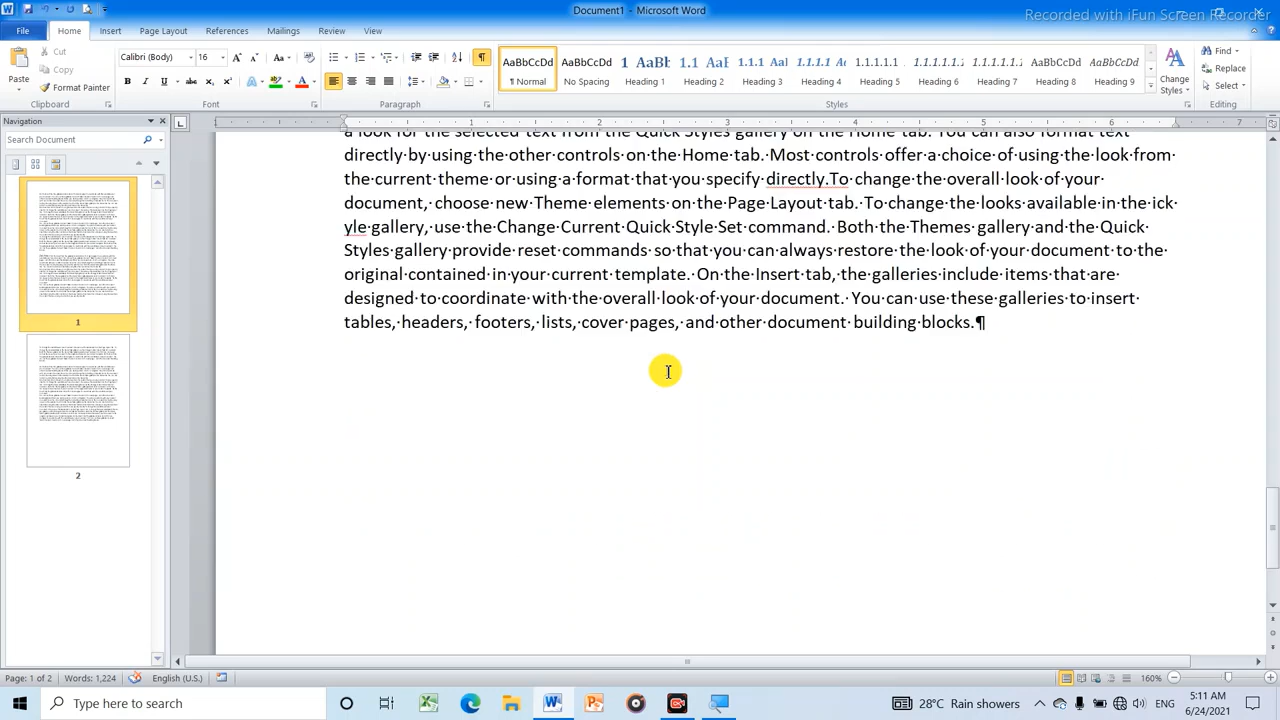 Document1 - Microsoft Word
Recorded with iFun Screen Recorder
File Home Insert Page Layout References Mailings Review View
Cut
Copy
Format Painter
Paste
Clipboard
Calibri (Body) 16
Font
Paragraph
AaBbCcDd AaBbCcDd 1 AaBb 1.1 AaB 1.1.1 Aa 1.1.1.1 Aa 1.1.1.1.1 1.1.1.1.1. 1.1.1.1.1. AaBbCcDd AaBbCcDd
¶ Normal No Spacing Heading 1 Heading 2 Heading 3 Heading 4 Heading 5 Heading 6 Heading 7 Heading 8 Heading 9
Styles
Change Styles
Find
Replace
Select
Editing
Navigation
Search Document
1 2 3 4 5 6 7
a look for the selected text from the Quick Styles gallery on the Home tab. You can also format text
directly by using the other controls on the Home tab. Most controls offer a choice of using the look from
the current theme or using a format that you specify directly.To change the overall look of your
document, choose new Theme elements on the Page Layout tab. To change the looks available in the ick
yle gallery, use the Change Current Quick Style Set command. Both the Themes gallery and the Quick
Styles gallery provide reset commands so that you can always restore the look of your document to the
original contained in your current template. On the Insert tab, the galleries include items that are
designed to coordinate with the overall look of your document. You can use these galleries to insert
tables, headers, footers, lists, cover pages, and other document building blocks.¶
1
2
Page: 1 of 2 Words: 1,224 English (U.S.) 160%
Type here to search
28°C Rain showers ENG 5:11 AM
6/24/2021